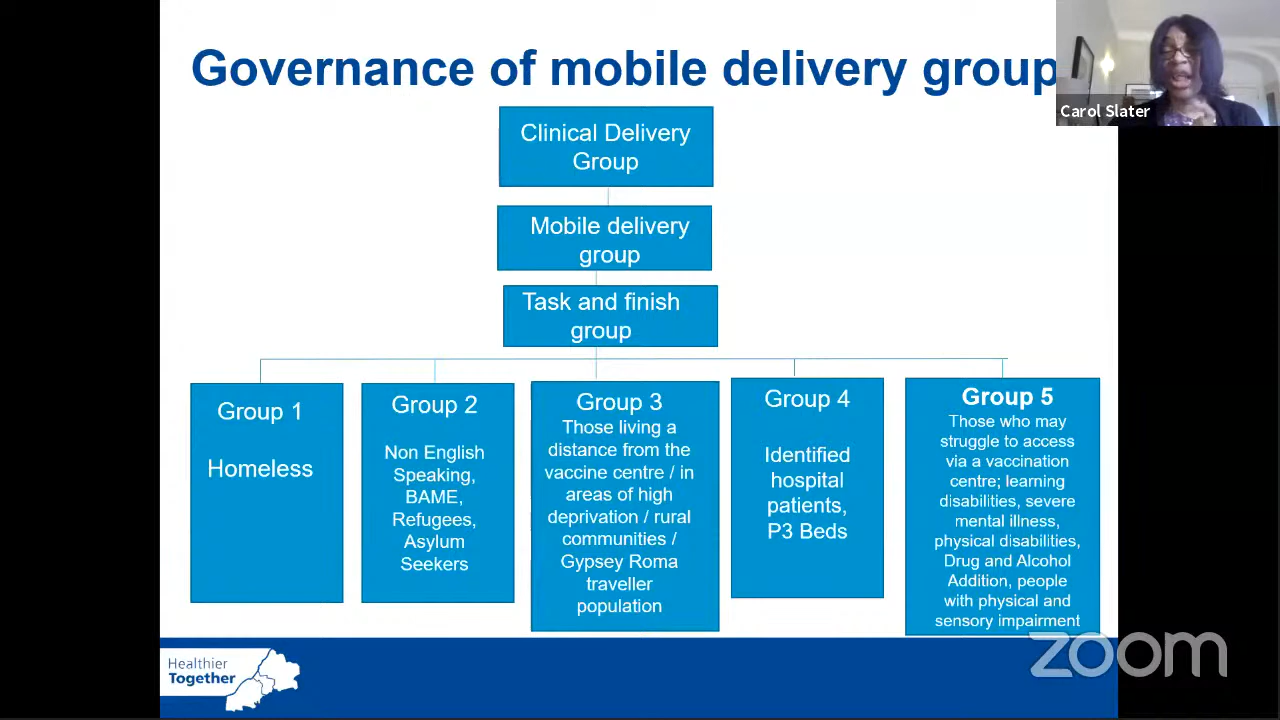 Governance of mobile delivery group
Carol Slater
Clinical Delivery
Group
Mobile delivery
group
Task and finish
group
Group 1
Homeless
Group 2
Non English
Speaking,
BAME,
Refugees,
Asylum
Seekers
Group 3
Those living a
distance from the
vaccine centre / in
areas of high
deprivation / rural
communities /
Gypsey Roma
traveller
population
Group 4
Identified
hospital
patients,
P3 Beds
Group 5
Those who may
struggle to access
via a vaccination
centre; learning
disabilities, severe
mental illness,
physical disabilities,
Drug and Alcohol
Addition, people
with physical and
sensory impairment
Healthier
Together
zoom